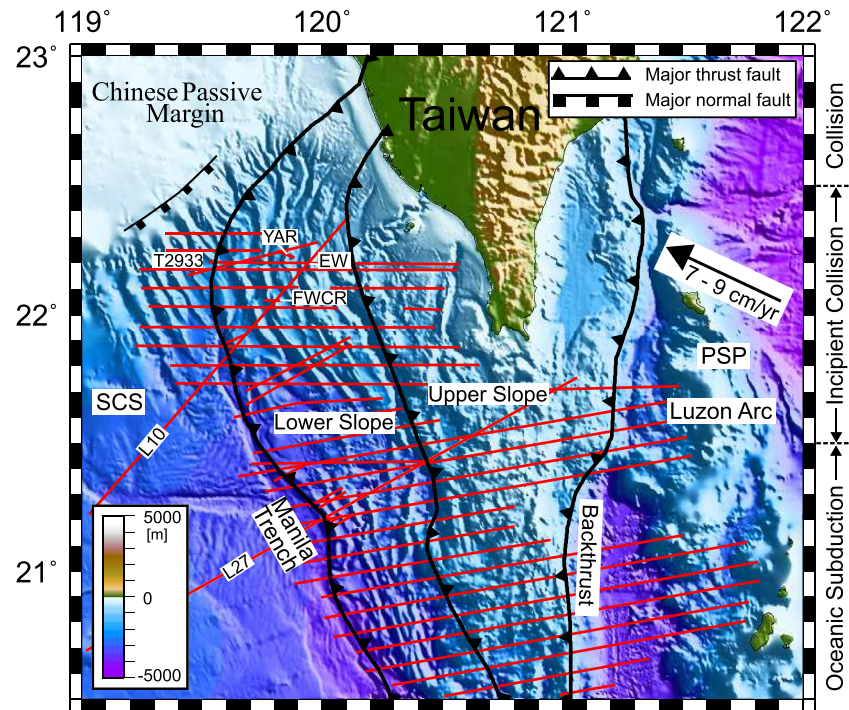 119°
120°
121°
122°
23°
22°
21°
Chinese Passive
Margin
Taiwan
Major thrust fault
Major normal fault
YAR
T2933
EW
FWCR
7 - 9 cm/yr
PSP
SCS
Upper Slope
Lower Slope
Luzon Arc
L10
L27
Manila
Trench
Backthrust
5000
[m]
0
-5000
Collision
Incipient Collision
Oceanic Subduction